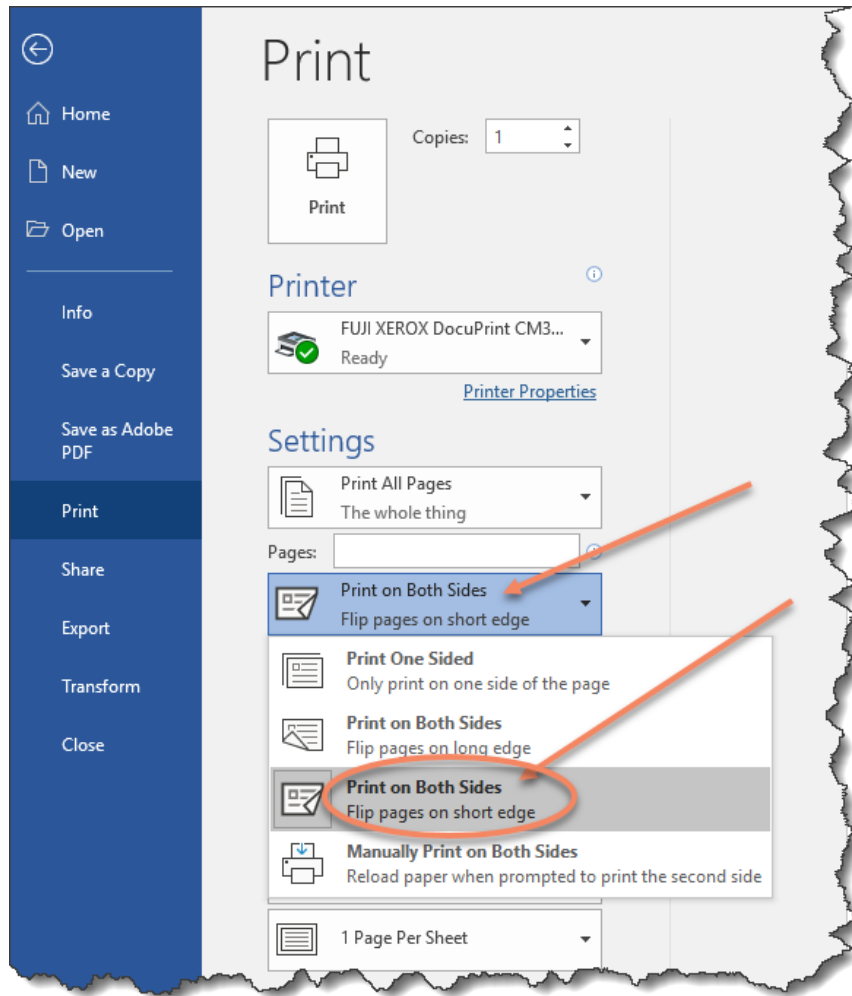 Print
Home
New
Open
Info
Save a Copy
Save as Adobe
PDF
Print
Share
Export
Transform
Close
Copies: 1
Print
Printer
FUJI XEROX DocuPrint CM3...
Ready
Printer Properties
Settings
Print All Pages
The whole thing
Pages:
Print on Both Sides
Flip pages on short edge
Print One Sided
Only print on one side of the page
Print on Both Sides
Flip pages on long edge
Print on Both Sides
Flip pages on short edge
Manually Print on Both Sides
Reload paper when prompted to print the second side
1 Page Per Sheet